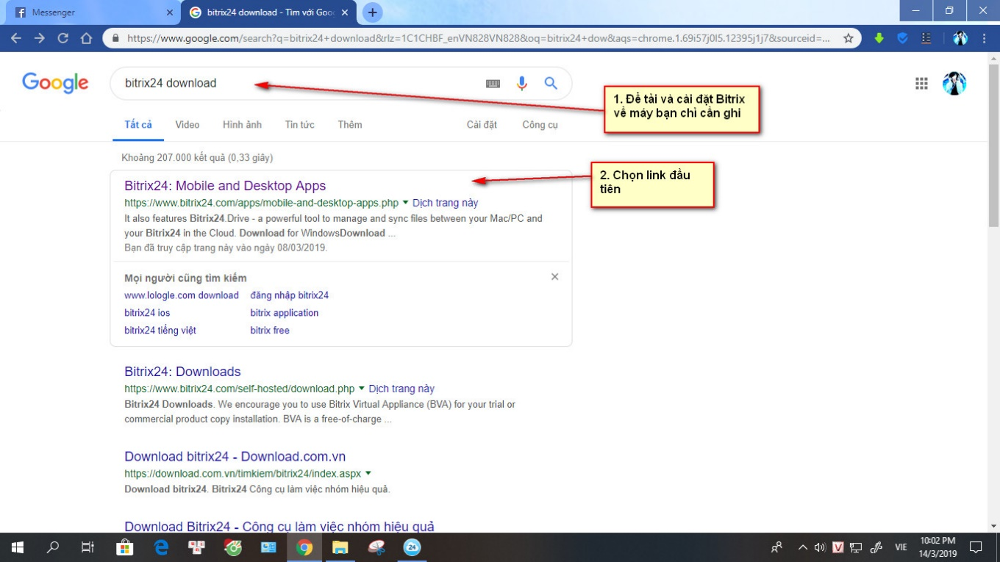 Messenger
bitrix24 download - Tìm với Goo
https://www.google.com/search?q=bitrix24+download&rlz=1C1CHBF_enVN828VN828&oq=bitrix24+dow&aqs=chrome.1.69i57j0l5.12395j1j7&sourceid=...
Google
bitrix24 download
1. Để tải và cài đặt Bitrix
về máy bạn chỉ cần ghi
Tất cả
Video
Hình ảnh
Tin tức
Thêm
Cài đặt
Công cụ
Khoảng 207.000 kết quả (0,33 giây)
2. Chọn link đầu
tiên
Bitrix24: Mobile and Desktop Apps
https://www.bitrix24.com/apps/mobile-and-desktop-apps.php Dịch trang này
It also features Bitrix24.Drive - a powerful tool to manage and sync files between your Mac/PC and
your Bitrix24 in the Cloud. Download for WindowsDownload ...
Bạn đã truy cập trang này vào ngày 08/03/2019.
Mọi người cũng tìm kiếm
www.lologle.com download đăng nhập bitrix24
bitrix24 ios bitrix application
bitrix24 tiếng việt bitrix free
Bitrix24: Downloads
https://www.bitrix24.com/self-hosted/download.php Dịch trang này
Bitrix24 Downloads. We encourage you to use Bitrix Virtual Appliance (BVA) for your trial or
commercial product copy installation. BVA is a free-of-charge ...
Download bitrix24 - Download.com.vn
https://download.com.vn/timkiem/bitrix24/index.aspx
Download bitrix24. Bitrix24 Công cụ làm việc nhóm hiệu quả.
Download Bitrix24 - Công cụ làm việc nhóm hiệu quả
24
V
VIE
10:02 PM
14/3/2019